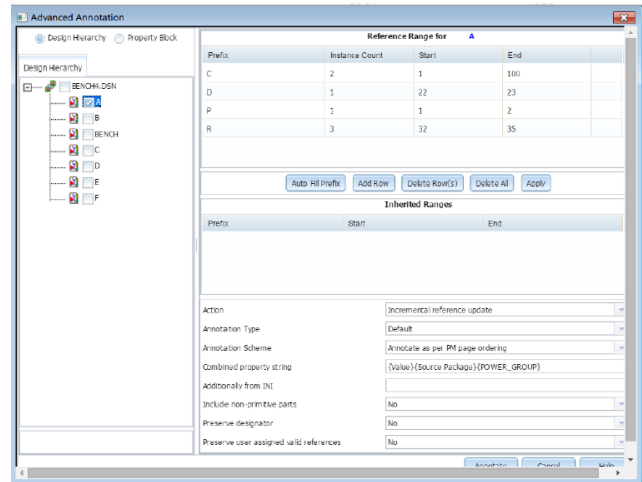 Advanced Annotation
Design Hierarchy Property Block
Design Hierarchy
BENCH4.DSN
A
B
BENCH
C
D
E
F
Reference Range for A
Prefix Instance Count Start End
C 2 1 100
D 1 22 23
P 1 1 2
R 3 32 35
Auto Fill Prefix Add Row Delete Row(s) Delete All Apply
Inherited Ranges
Prefix Start End
Action Incremental reference update
Annotation Type Default
Annotation Scheme Annotate as per PM page ordering
Combined property string {Value}{Source Package}{POWER_GROUP}
Additionally from INI
Include non-primitive parts No
Preserve designator No
Preserve user assigned valid references No
Annotate Cancel Help